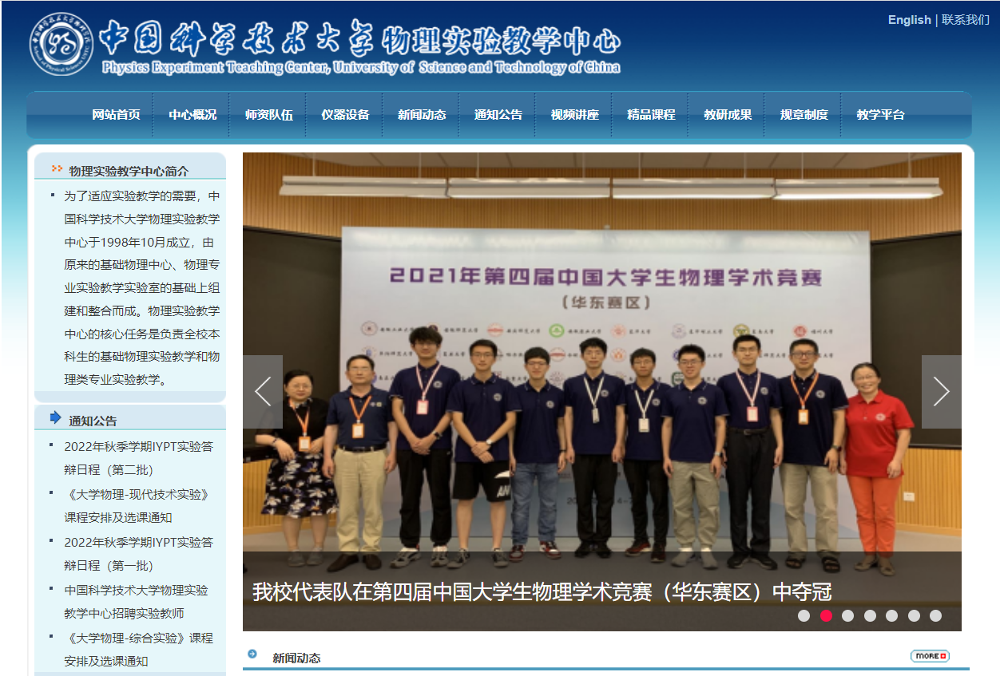 English | 联系我们
中国科学技术大学物理实验教学中心
Physics Experiment Teaching Center, University of Science and Technology of China
网站首页 中心概况 师资队伍 仪器设备 新闻动态 通知公告 视频讲座 精品课程 教研成果 规章制度 教学平台
物理实验教学中心简介
为了适应实验教学的需要，中
国科学技术大学物理实验教学
中心于1998年10月成立，由
原来的基础物理中心、物理专
业实验教学实验室的基础上组
建和整合而成。物理实验教学
中心的核心任务是负责全校本
科生的基础物理实验教学和物
理类专业实验教学。
通知公告
2022年秋季学期IYPT实验答
辩日程（第二批）
《大学物理-现代技术实验》
课程安排及选课通知
2022年秋季学期IYPT实验答
辩日程（第一批）
中国科学技术大学物理实验
教学中心招聘实验教师
《大学物理-综合实验》课程
安排及选课通知
2021年第四届中国大学生物理学术竞赛
（华东赛区）
我校代表队在第四届中国大学生物理学术竞赛（华东赛区）中夺冠
新闻动态
MORE